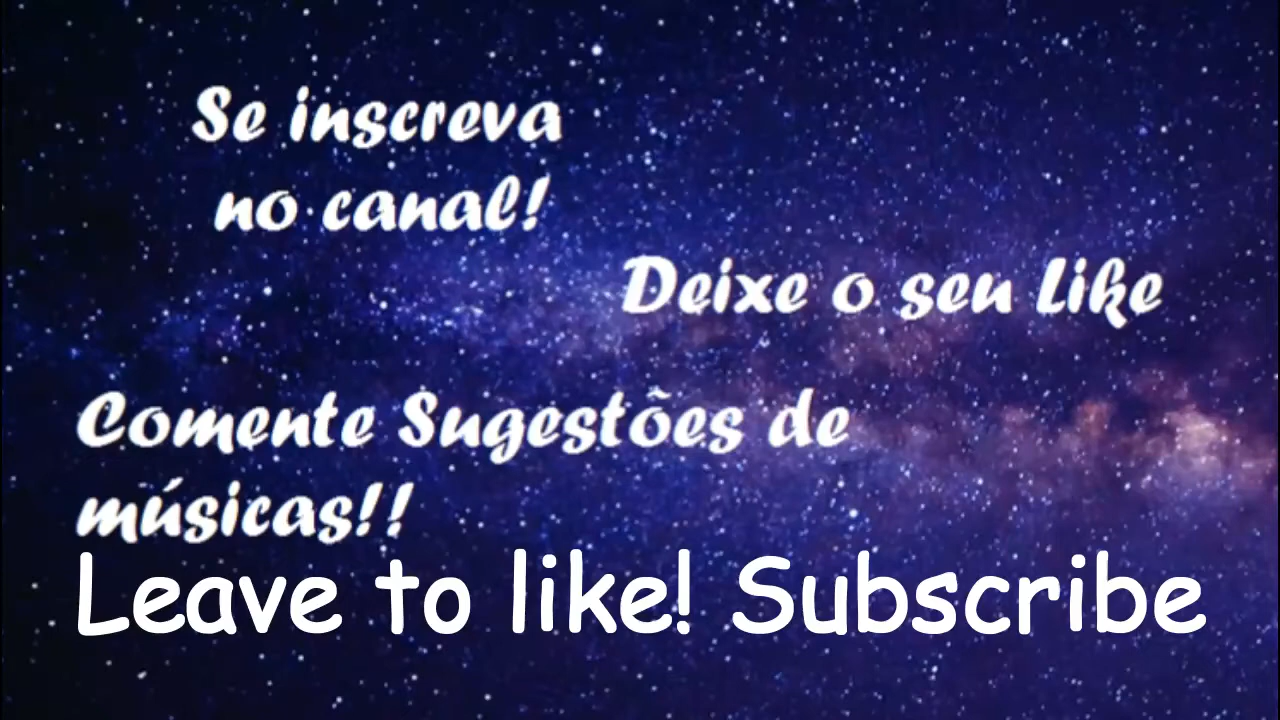 Se inscreva
no canal!
Deixe o seu Like
Comente Sugestões de
músicas!!
Leave to like! Subscribe